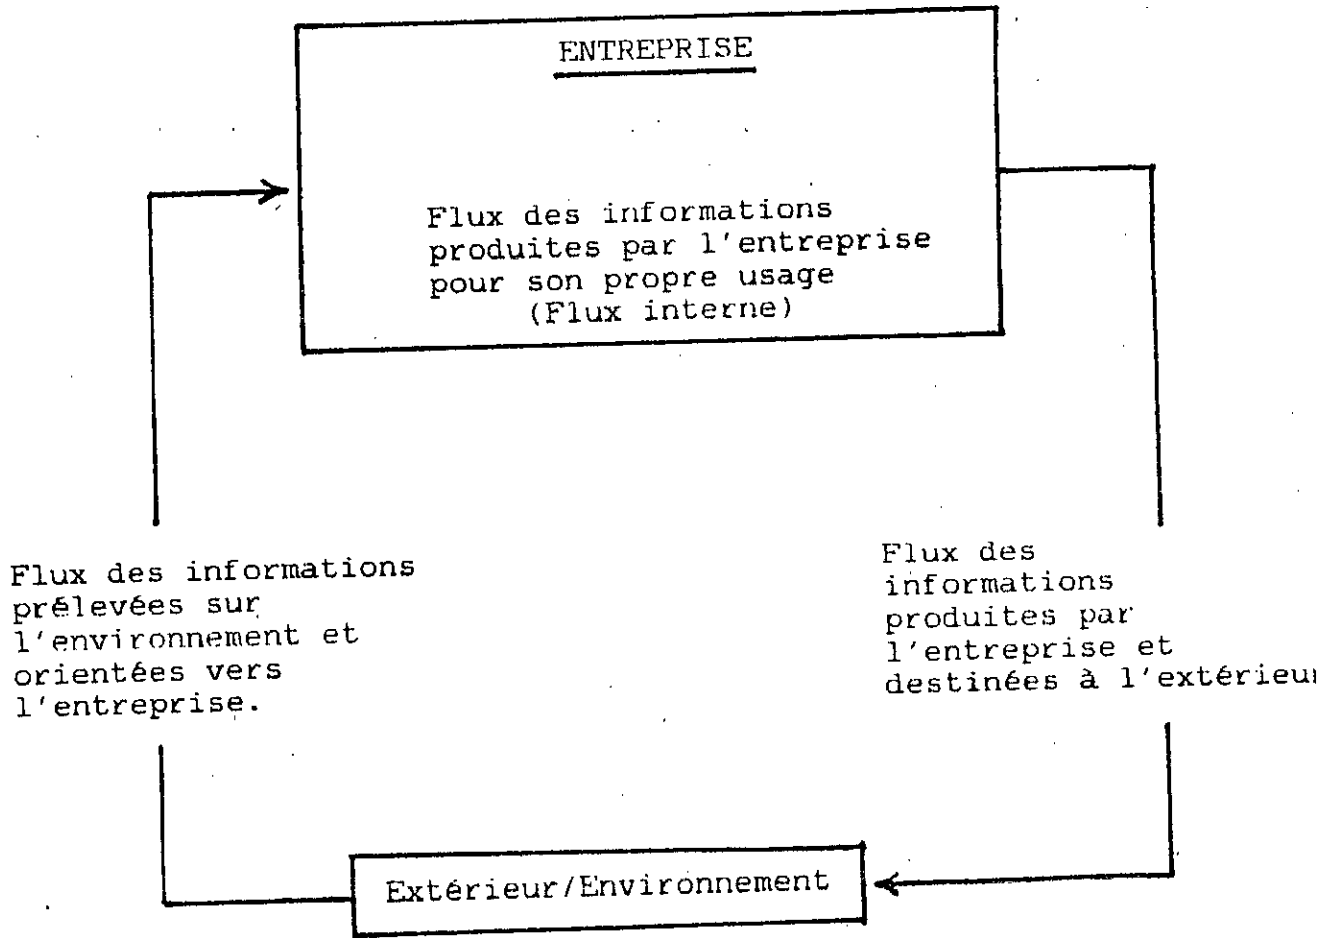 ENTREPRISE
Flux des informations
produites par l'entreprise
pour son propre usage
(Flux interne)
Flux des informations
prélevées sur
l'environnement et
orientées vers
l'entreprise.
Flux des
informations
produites par
l'entreprise et
destinées à l'extérieur
Extérieur/Environnement